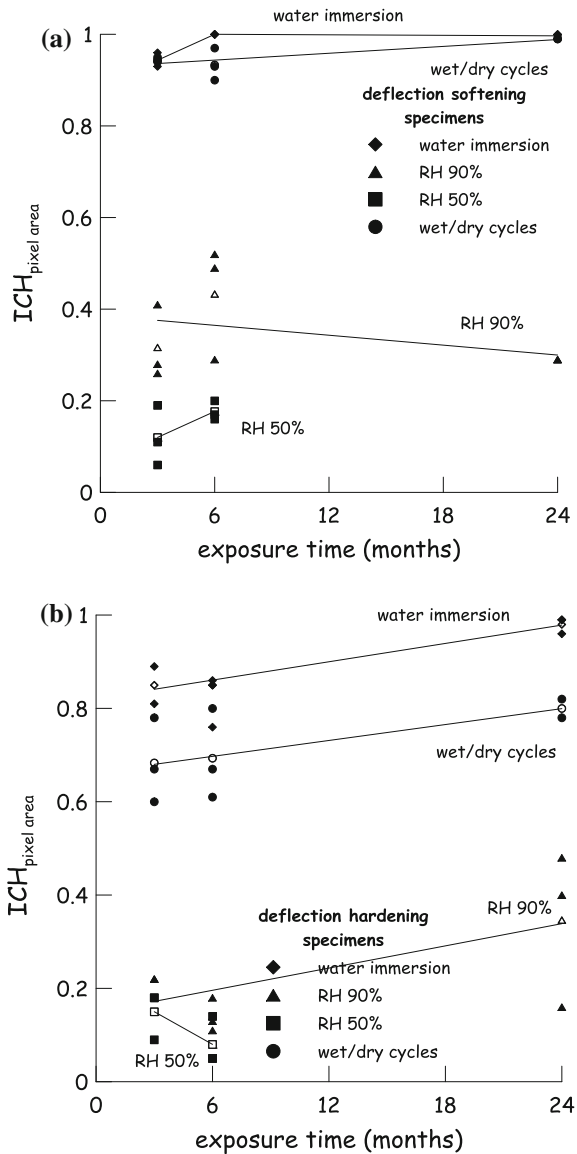 (a)
1
water immersion
wet/dry cycles
deflection softening
specimens
water immersion
0.8
RH 90%
RH 50%
wet/dry cycles
0.6
ICH pixel area
0.4
RH 90%
0.2
RH 50%
0
0 6 12 18 24
exposure time (months)
(b)
1
water immersion
0.8
wet/dry cycles
0.6
ICH pixel area
0.4
RH 90%
deflection hardening
specimens
water immersion
0.2
RH 90%
RH 50%
wet/dry cycles
RH 50%
0
0 6 12 18 24
exposure time (months)